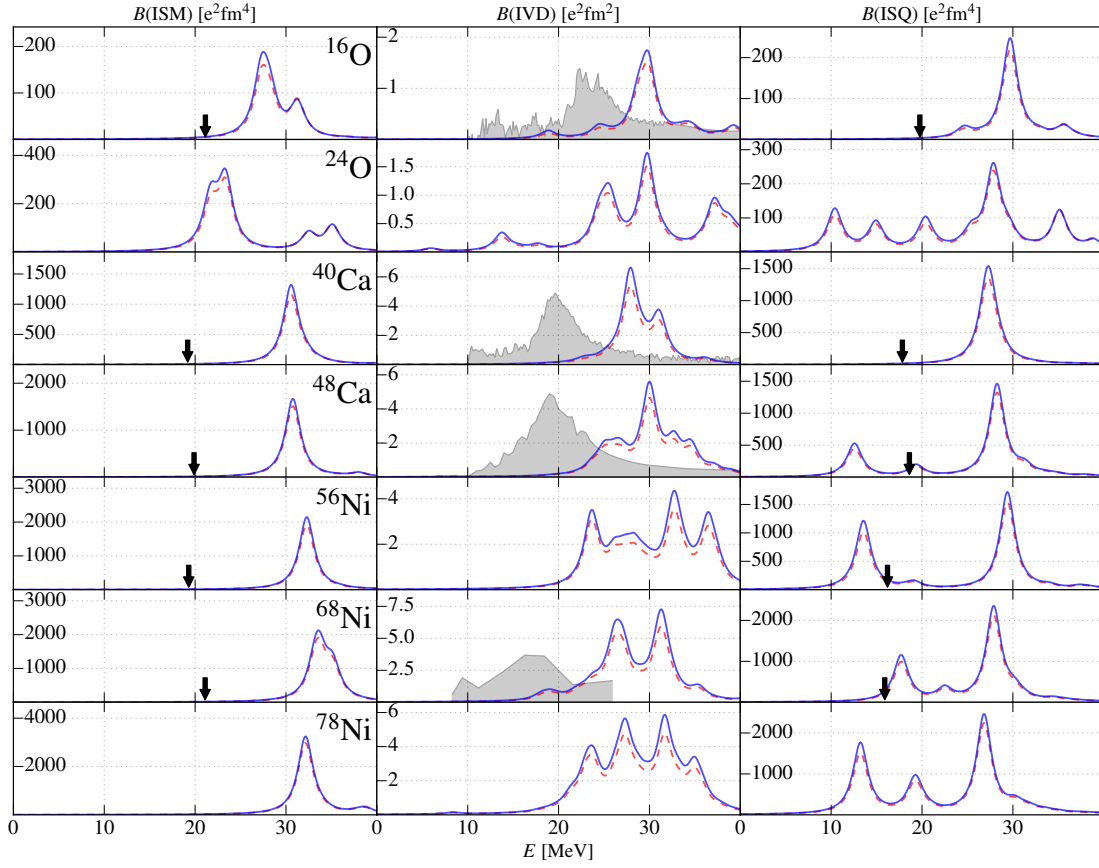 B(ISM) [e²fm⁴] B(IVD) [e²fm²] B(ISQ) [e²fm⁴]
200 100 ¹⁶O 2 1 200 100
400 200 ²⁴O 1.5 1.0 0.5 300 200 100
1500 1000 500 ⁴⁰Ca 6 4 2 1500 1000 500
2000 1000 ⁴⁸Ca 6 4 2 1500 1000 500
3000 2000 1000 ⁵⁶Ni 4 2 1500 1000 500
3000 2000 1000 ⁶⁸Ni 7.5 5.0 2.5 2000 1000
4000 2000 ⁷⁸Ni 6 4 2 2000 1000
0 20 30 0 20 30 0 10 20 30
E [MeV]